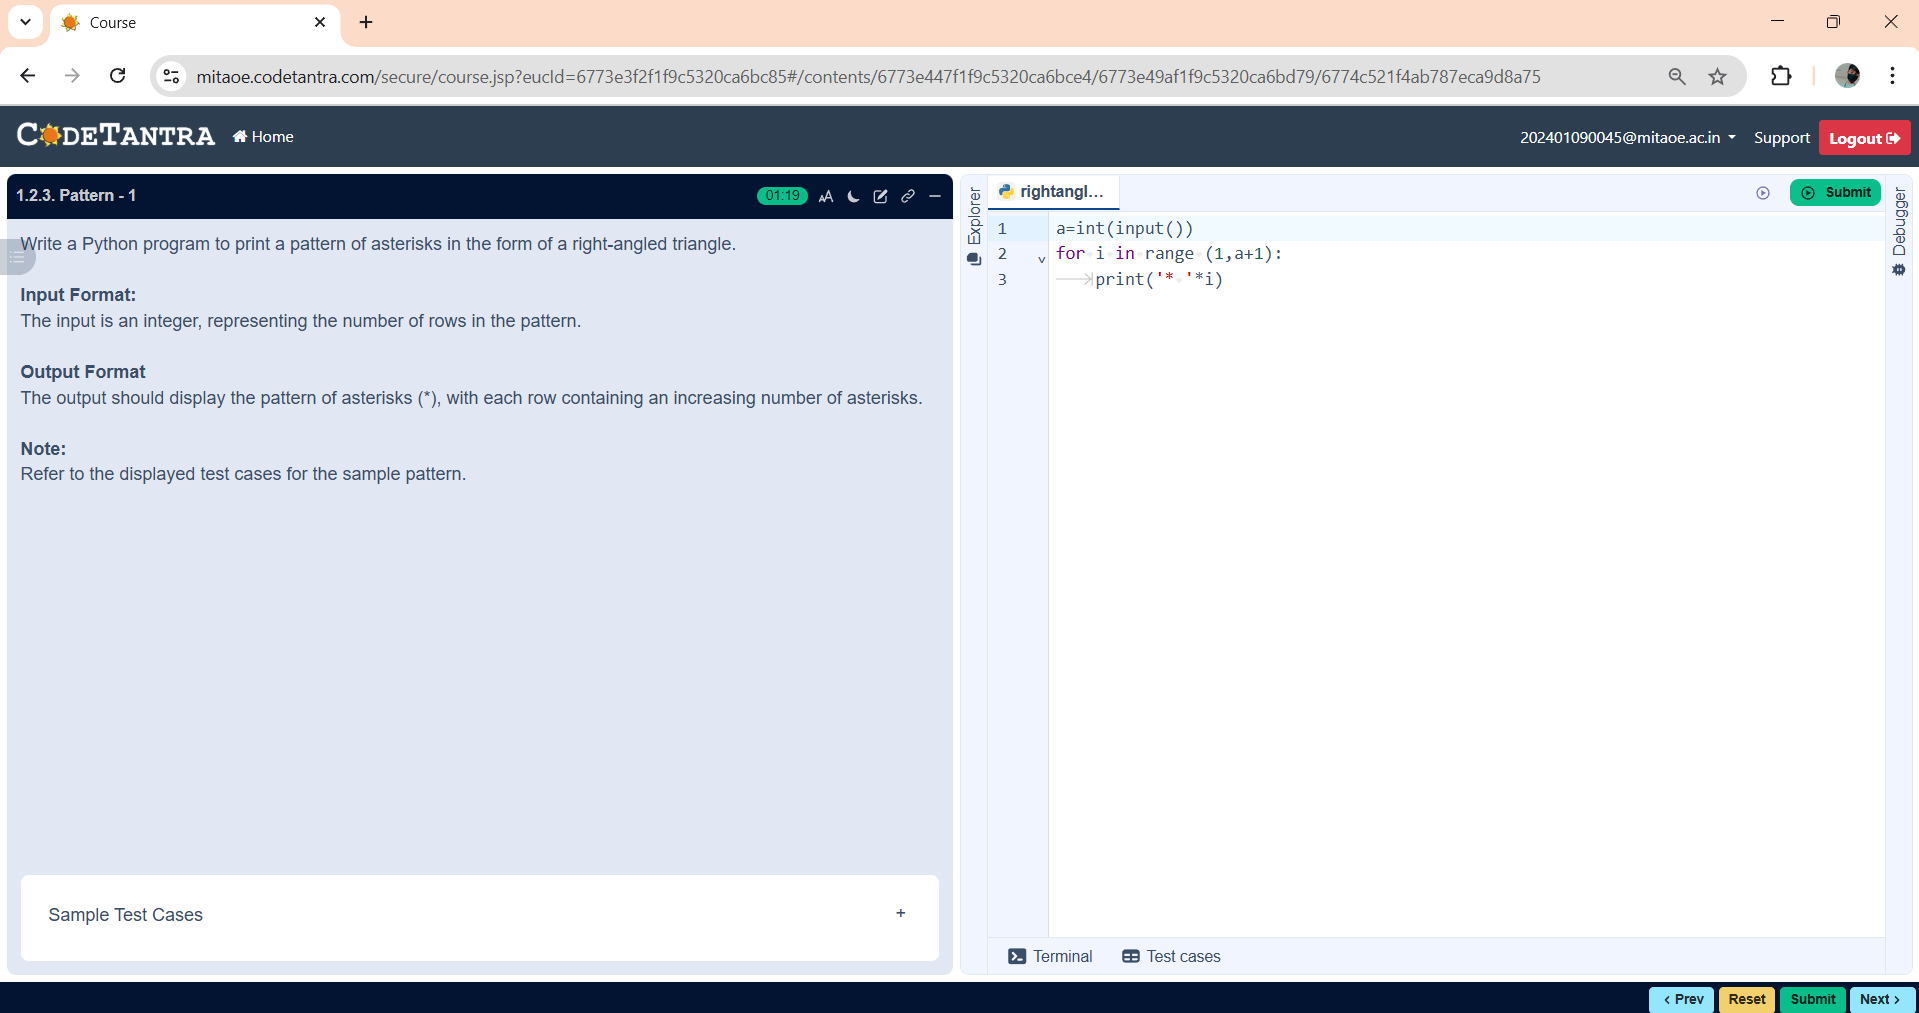 Course
mitaoe.codetantra.com/secure/course.jsp?eucId=6773e3f2f1f9c5320ca6bc85#/contents/6773e447f1f9c5320ca6bce4/6773e49af1f9c5320ca6bd79/6774c521f4ab787eca9d8a75
CODETANTRA
Home
202401090045@mitaoe.ac.in
Support
Logout
1.2.3. Pattern - 1
01:19
AA
Write a Python program to print a pattern of asterisks in the form of a right-angled triangle.
Input Format:
The input is an integer, representing the number of rows in the pattern.
Output Format
The output should display the pattern of asterisks (*), with each row containing an increasing number of asterisks.
Note:
Refer to the displayed test cases for the sample pattern.
Sample Test Cases
+
Explorer
rightangl...
Submit
Debugger
1 a=int(input())
2 for i in range (1,a+1):
3 print('* '*i)
Terminal
Test cases
< Prev
Reset
Submit
Next >